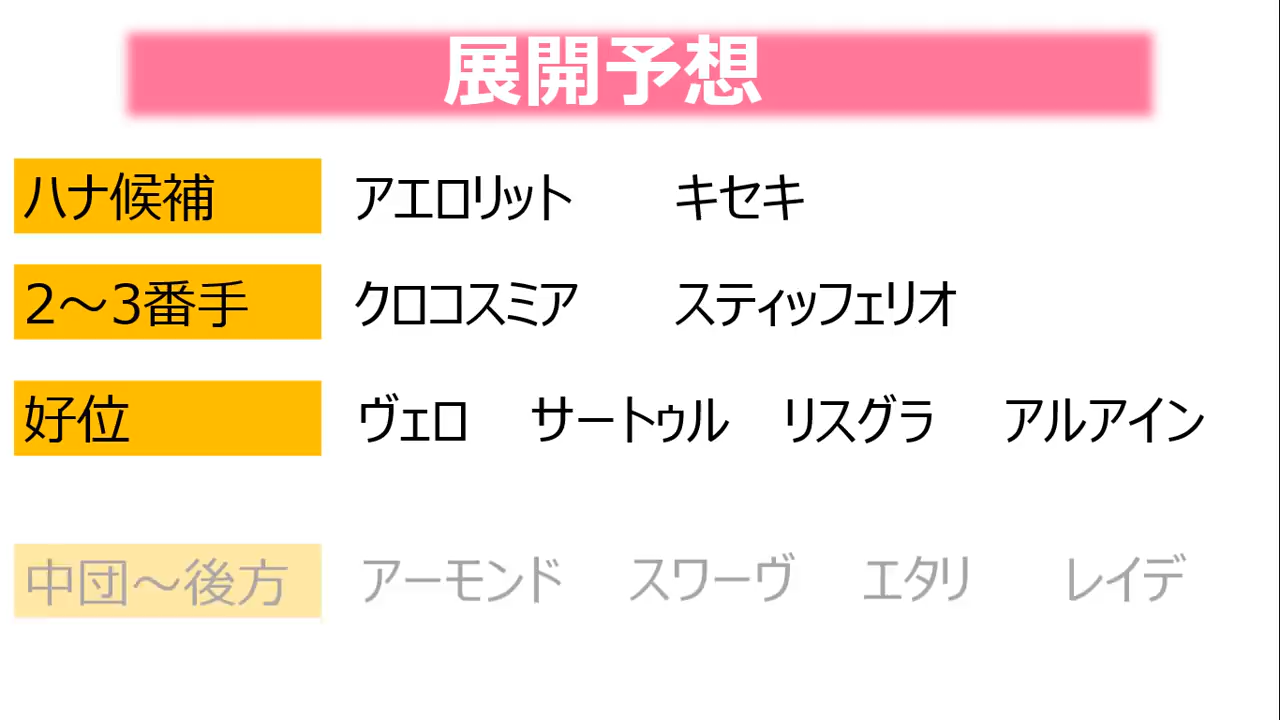 展開予想
ハナ候補 アエロリット キセキ
2～3番手 クロコスミア スティッフェリオ
好位 ヴェロ サートゥル リスグラ アルアイン
中団～後方 アーモンド スワーヴ エタリ レイデ